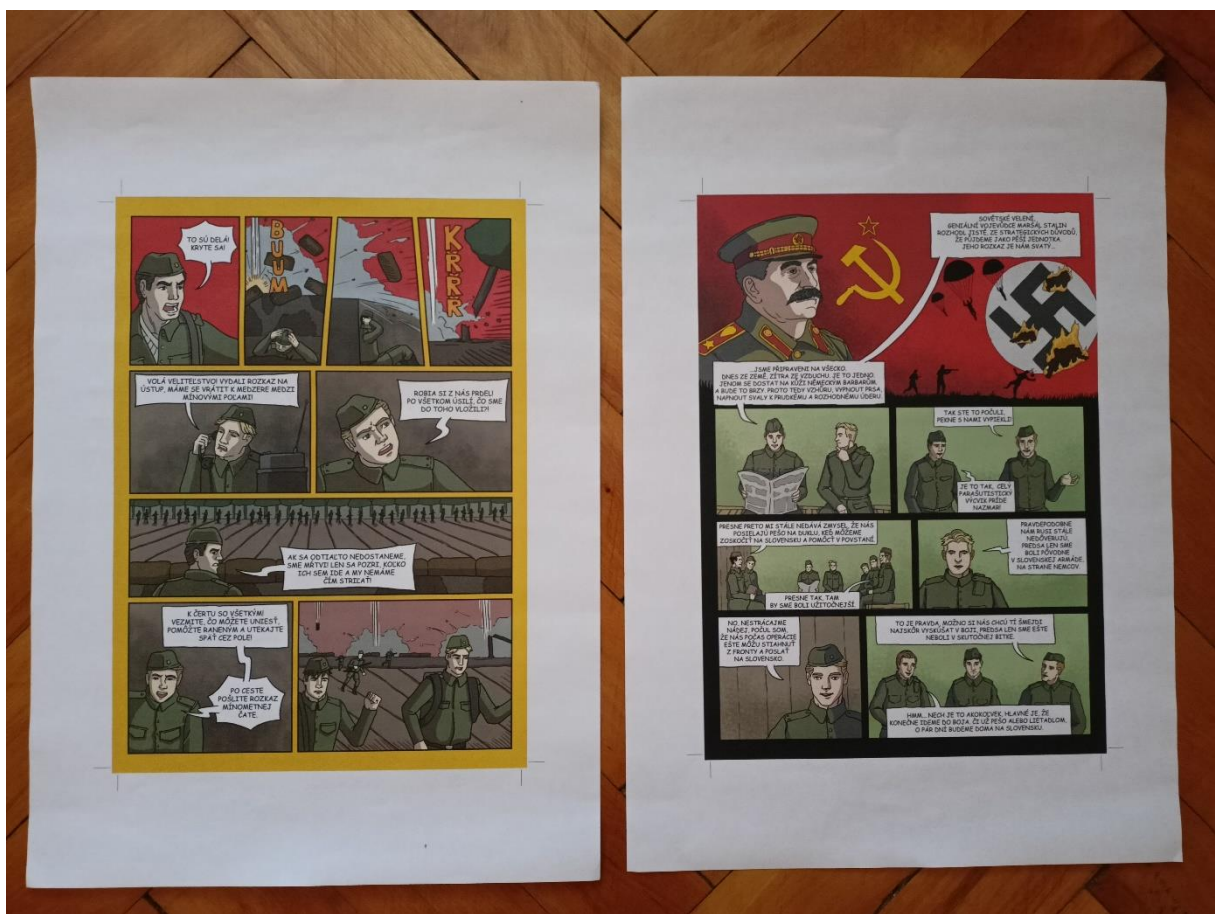 TO SÚ DELÁ!
KRYTE SA!
BUUM
KŘŘŘ
VOLÁ VELITEĽSTVO! VYDALI ROZKAZ NA
ÚSTUP, MÁME SE VRÁTIŤ K MEDZERE MEDZI
MÍNOVÝMI POĽAMI!
ROBIA SI Z NÁS PRDEL!
PO VŠETKOM ÚSILÍ, ČO SME
DO TOHO VLOŽILI?!
AK SA ODTIAĽTO NEDOSTANEME,
SME MŔTVI! LEN SA POZRI, KOĽKO
ICH SEM IDE A MY NEMÁME
ČÍM STRIĽAŤ!
K ČERTU SO VŠETKÝM!
VEZMITE, ČO MÔŽETE UNIESŤ,
POMÔŽTE RANENÝM A UTEKAJTE
SPÄŤ CEZ POLE!
PO CESTE
POŠLITE ROZKAZ
MÍNOMETNEJ
ČATE.
SOVĚTSKÉ VELENÍ,
GENIÁLNÍ VOJEVŮDCE MARŠÁL STALIN
ROZHODL JISTĚ, ZE STRATEGICKÝCH DŮVODŮ,
ŽE PŮJDEME JAKO PĚŠÍ JEDNOTKA.
JEHO ROZKAZ JE NÁM SVATÝ...
...JSME PŘIPRAVENI NA VŠECKO.
DNES ZE ZEMĚ, ZÍTRA ZE VZDUCHU, JE TO JEDNO,
JENOM SE DOSTAT NA KŮŽI NĚMECKÝM BARBARŮM.
A BUDE TO BRZY. PROTO TEDY VZHŮRU, VYPNOUT PRSA,
NAPNOUT SVALY K PRUDKÉMU A ROZHODNÉMU ÚDERU.
TAK STE TO POČULI,
PEKNE S NAMI VYPIEKLI!
JE TO TAK, CELÝ
PARAŠUTISTICKÝ
VÝCVIK PRÍDE
NAZMAR!
PRESNE PRETO MI STÁLE NEDÁVÁ ZMYSEL, ŽE NÁS
POSIELAJÚ PEŠO NA DUKLU, KEĎ MÔŽEME
ZOSKOČIŤ NA SLOVENSKU A POMÔCŤ V POVSTANÍ.
PRESNE TAK, TAM
BY SME BOLI UŽITOČNEJŠÍ.
PRAVDEPODOBNE
NÁM RUSI STÁLE
NEDÔVERUJÚ,
PREDSA LEN SME
BOLI PÔVODNE
V SLOVENSKEJ ARMÁDE,
NA STRANE NEMCOV.
NO, NESTRÁCAJME
NÁDEJ. POČUL SOM,
ŽE NÁS POČAS OPERÁCIE
EŠTE MÔŽU STIAHNUŤ
Z FRONTY A POSLAŤ
NA SLOVENSKO.
TO JE PRAVDA, MOŽNO SI NÁS CHCÚ TÍ ŠMEJDI
NAJSKÔR VYSKÚŠAŤ V BOJI, PREDSA LEN SME EŠTE
NEBOLI V SKUTOČNEJ BITKE.
HMM... NECH JE TO AKOKOĽVEK, HLAVNÉ JE, ŽE
KONEČNE IDEME DO BOJA, ČI UŽ PEŠO ALEBO LIETADLOM,
O PÁR DNÍ BUDEME DOMA NA SLOVENSKU.